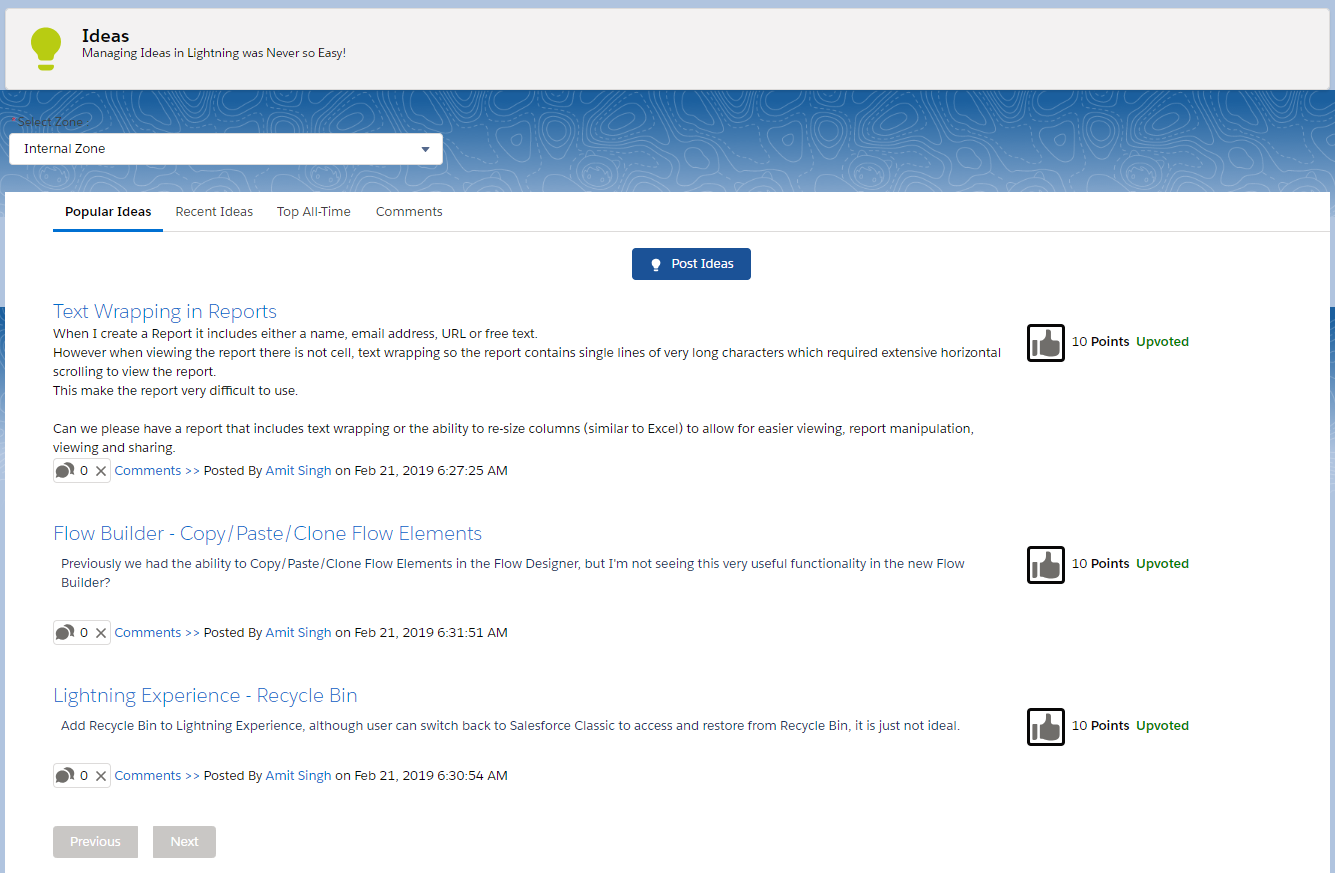 Ideas
Managing Ideas in Lightning was Never so Easy!
*Select Zone
Internal Zone
Popular Ideas Recent Ideas Top All-Time Comments
Post Ideas
Text Wrapping in Reports
When I create a Report it includes either a name, email address, URL or free text.
However when viewing the report there is not cell, text wrapping so the report contains single lines of very long characters which required extensive horizontal
scrolling to view the report.
This make the report very difficult to use.
Can we please have a report that includes text wrapping or the ability to re-size columns (similar to Excel) to allow for easier viewing, report manipulation,
viewing and sharing.
10 Points Upvoted
0 Comments >> Posted By Amit Singh on Feb 21, 2019 6:27:25 AM
Flow Builder - Copy/Paste/Clone Flow Elements
Previously we had the ability to Copy/Paste/Clone Flow Elements in the Flow Designer, but I'm not seeing this very useful functionality in the new Flow
Builder?
10 Points Upvoted
0 Comments >> Posted By Amit Singh on Feb 21, 2019 6:31:51 AM
Lightning Experience - Recycle Bin
Add Recycle Bin to Lightning Experience, although user can switch back to Salesforce Classic to access and restore from Recycle Bin, it is just not ideal.
10 Points Upvoted
0 Comments >> Posted By Amit Singh on Feb 21, 2019 6:30:54 AM
Previous Next